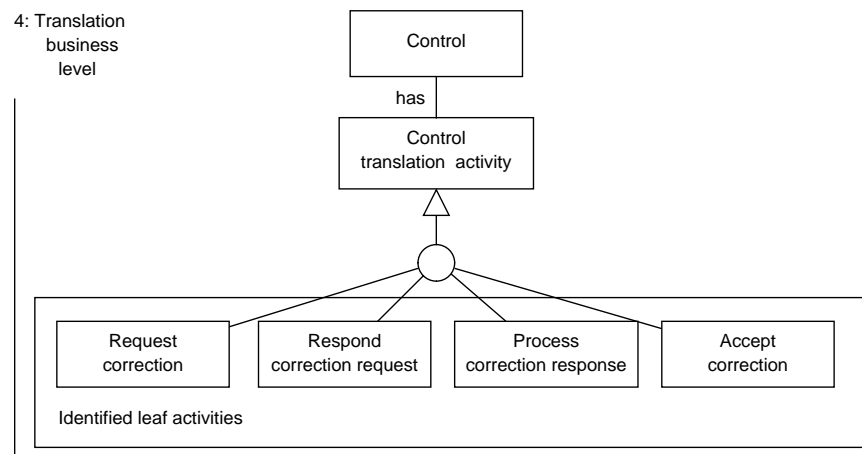 4: Translation
business
level
Control
has
Control
translation activity
Request
correction
Respond
correction request
Process
correction response
Accept
correction
Identified leaf activities